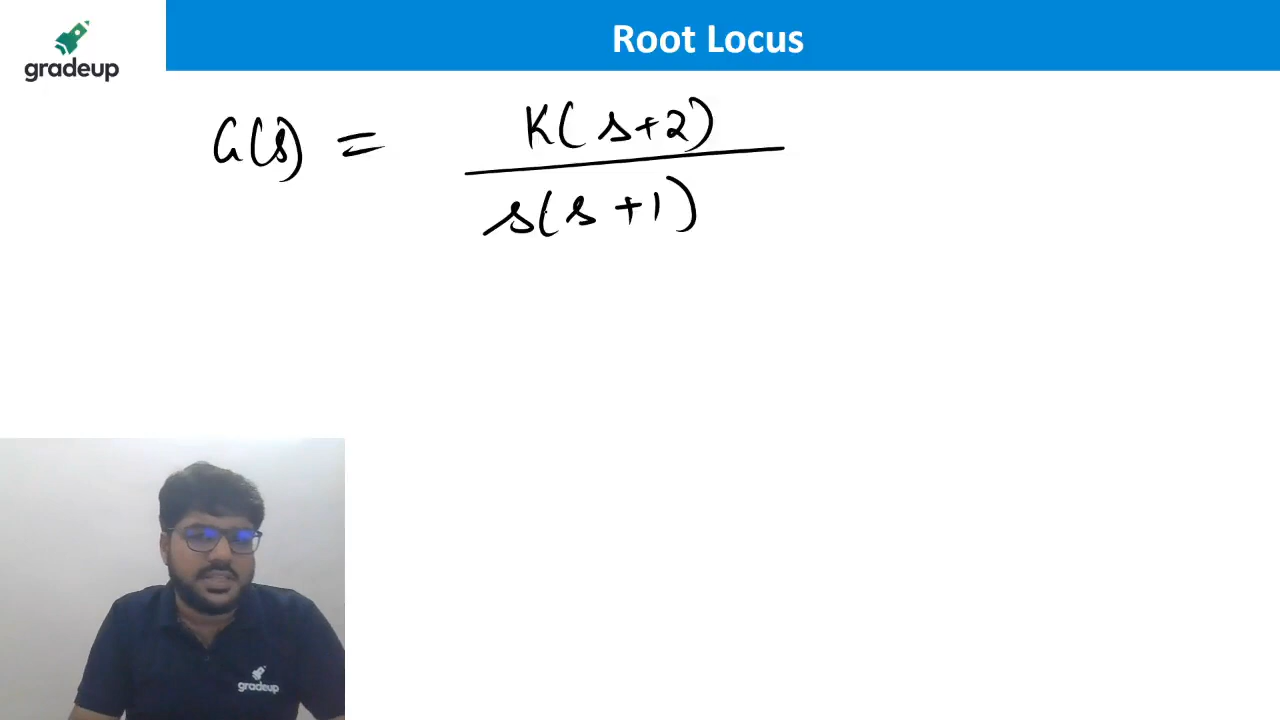 Root Locus
gradeup
G(s) = K(s+2)
s(s+1)
gradeup